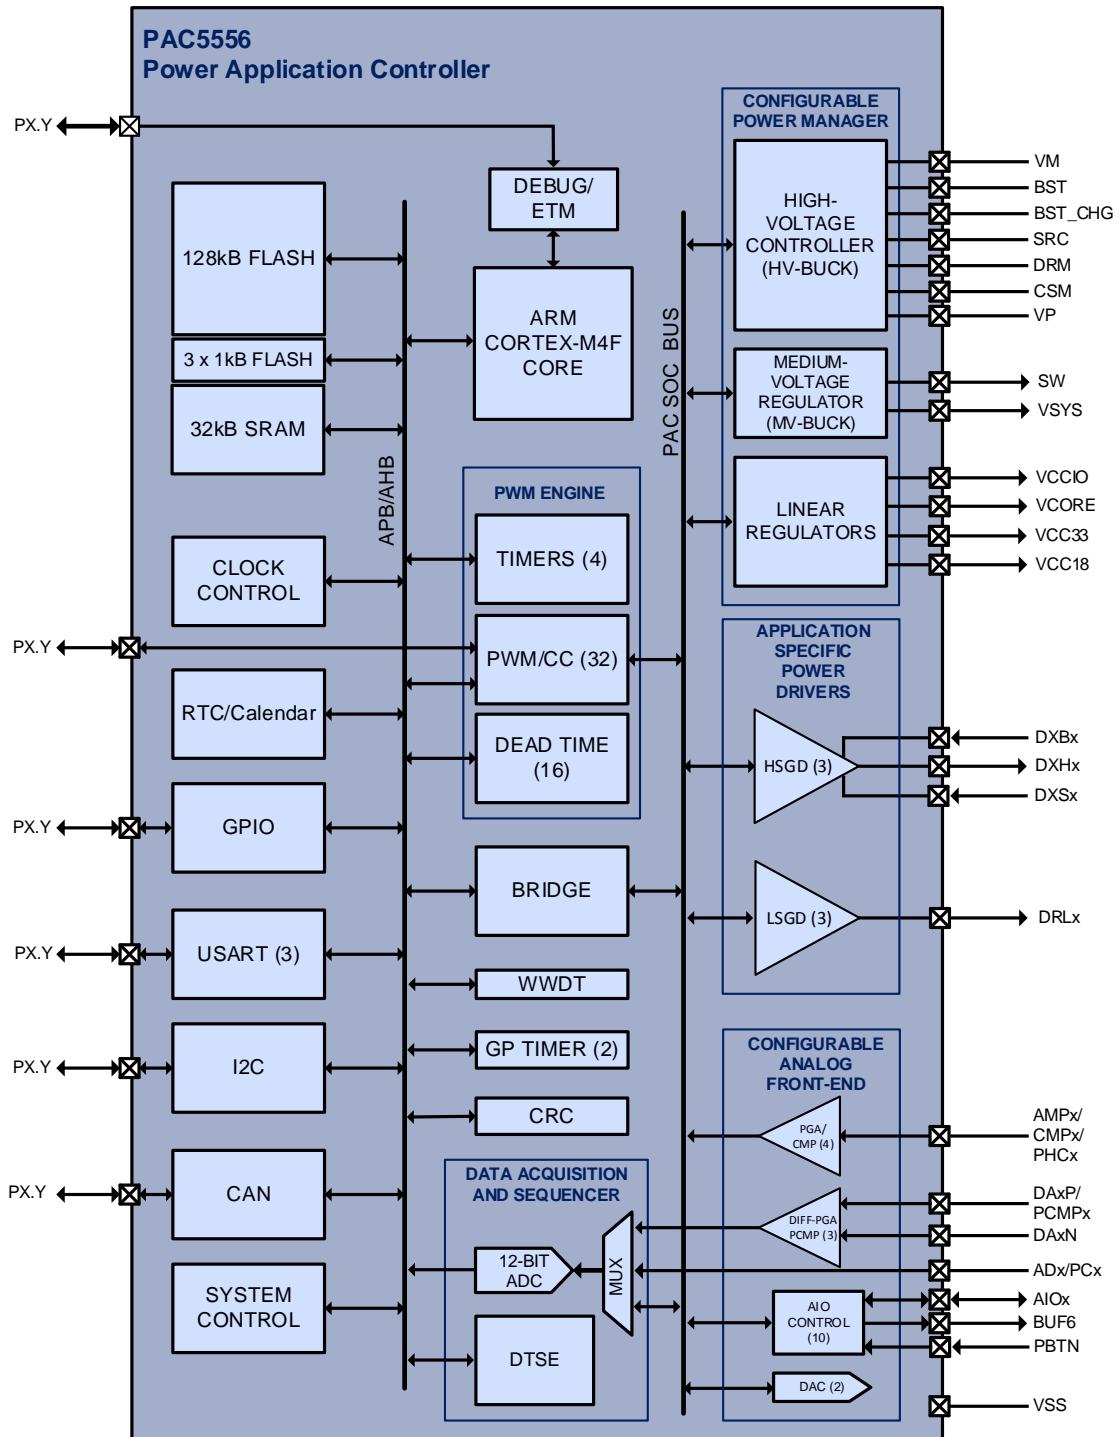 PAC5556
Power Application Controller
PX.Y
DEBUG/
ETM
128kB FLASH
3 x 1kB FLASH
32kB SRAM
ARM
CORTEX-M4F
CORE
APB/AHB
PAC SOC BUS
CONFIGURABLE
POWER MANAGER
HIGH-
VOLTAGE
CONTROLLER
(HV-BUCK)
VM
BST
BST_CHG
SRC
DRM
CSM
VP
MEDIUM-
VOLTAGE
REGULATOR
(MV-BUCK)
SW
VSYS
LINEAR
REGULATORS
VCCIO
VCORE
VCC33
VCC18
PWM ENGINE
TIMERS (4)
PWM/CC (32)
DEAD TIME
(16)
CLOCK
CONTROL
PX.Y
RTC/Calendar
PX.Y
GPIO
PX.Y
USART (3)
PX.Y
I2C
PX.Y
CAN
SYSTEM
CONTROL
BRIDGE
WWDT
GP TIMER (2)
CRC
APPLICATION
SPECIFIC
POWER
DRIVERS
HSGD (3)
DXBx
DXHx
DXSx
LSGD (3)
DRLx
DATA ACQUISITION
AND SEQUENCER
12-BIT
ADC
MUX
DTSE
CONFIGURABLE
ANALOG
FRONT-END
PGA/
CMP (4)
AMPx/
CMPx/
PHCx
DIFF-PGA
PCMP (3)
DAxP/
PCMPx
DAxN
ADx/PCx
AIO
CONTROL
(10)
AIOx
BUF6
PBTN
DAC (2)
VSS